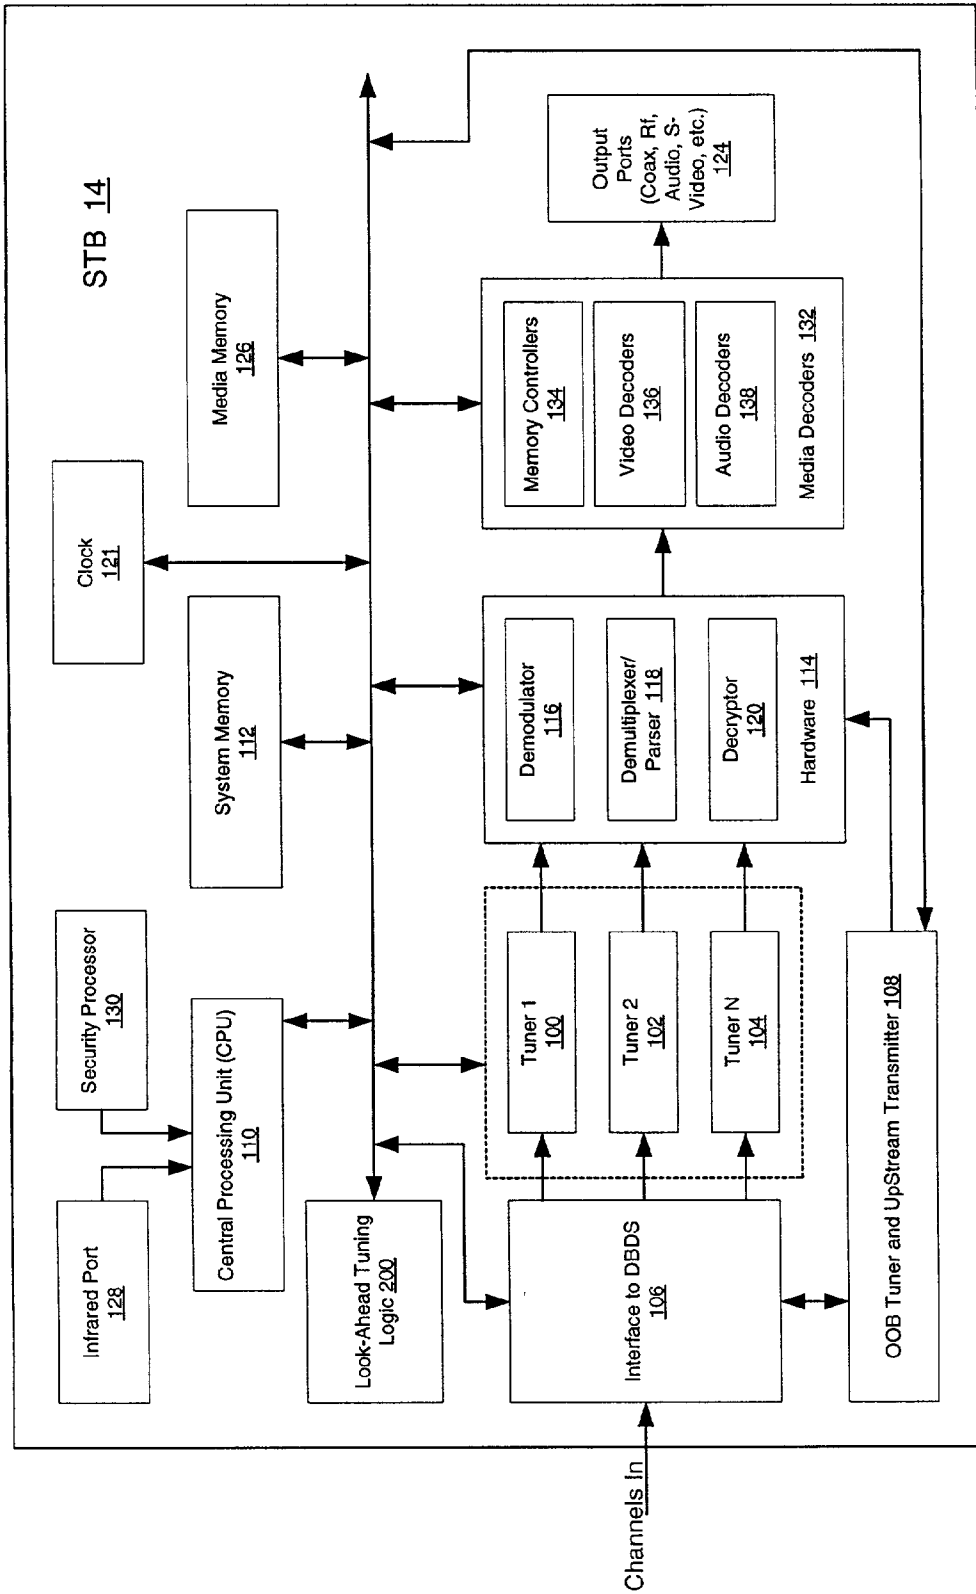 STB 14
Infrared Port
128
Security Processor
130
Clock
121
Central Processing Unit (CPU)
110
System Memory
112
Media Memory
126
Look-Ahead Tuning
Logic 200
Channels In
Interface to DBDS
106
Tuner 1
100
Tuner 2
102
Tuner N
104
Demodulator
116
Demultiplexer/
Parser 118
Decryptor
120
Hardware 114
Memory Controllers
134
Video Decoders
136
Audio Decoders
138
Media Decoders 132
Output
Ports
(Coax, Rf,
Audio, S-
Video, etc.)
124
OOB Tuner and UpStream Transmitter 108